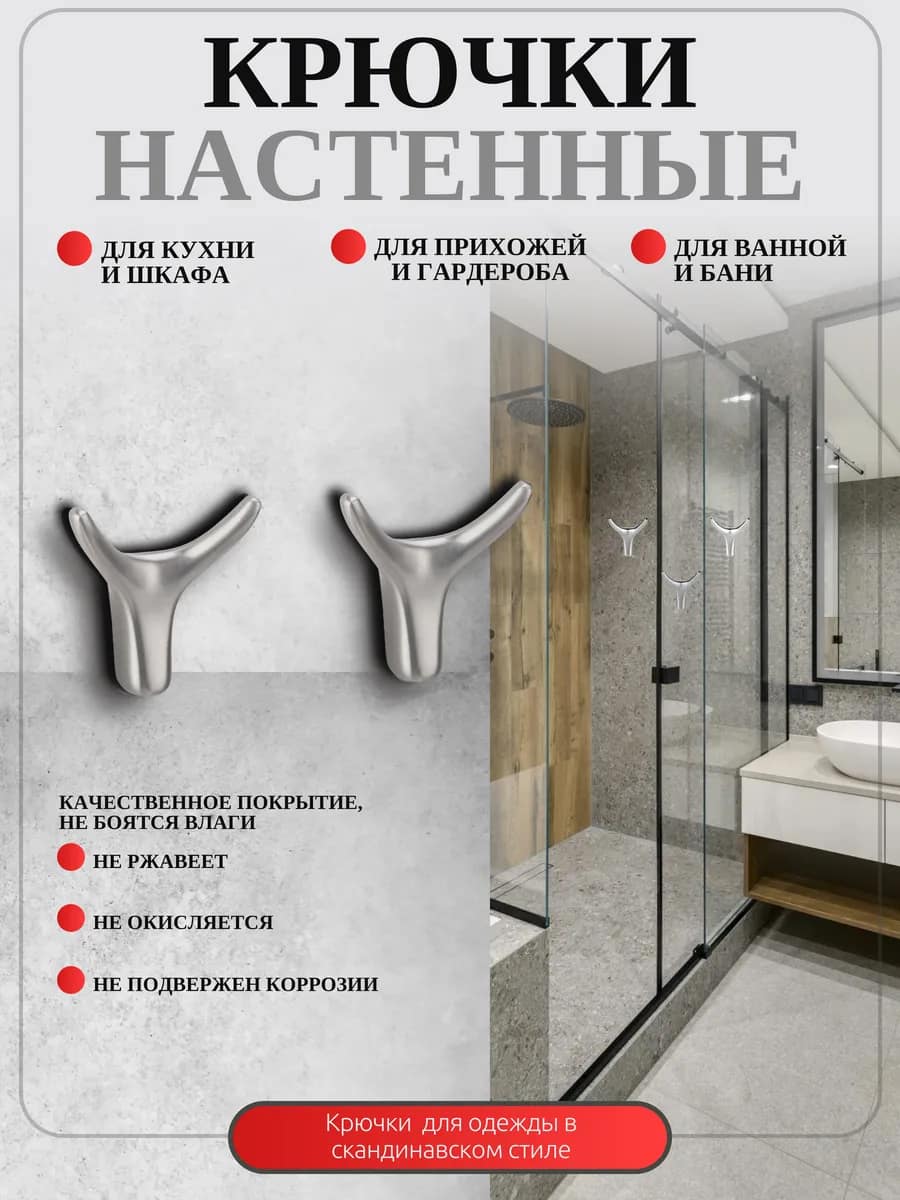 КРЮЧКИ
НАСТЕННЫЕ
ДЛЯ КУХНИ
И ШКАФА
ДЛЯ ПРИХОЖЕЙ
И ГАРДЕРОБА
ДЛЯ ВАННОЙ
И БАНИ
КАЧЕСТВЕННОЕ ПОКРЫТИЕ,
НЕ БОЯТСЯ ВЛАГИ
НЕ РЖАВЕЕТ
НЕ ОКИСЛЯЕТСЯ
НЕ ПОДВЕРЖЕН КОРРОЗИИ
Крючки для одежды в
скандинавском стиле